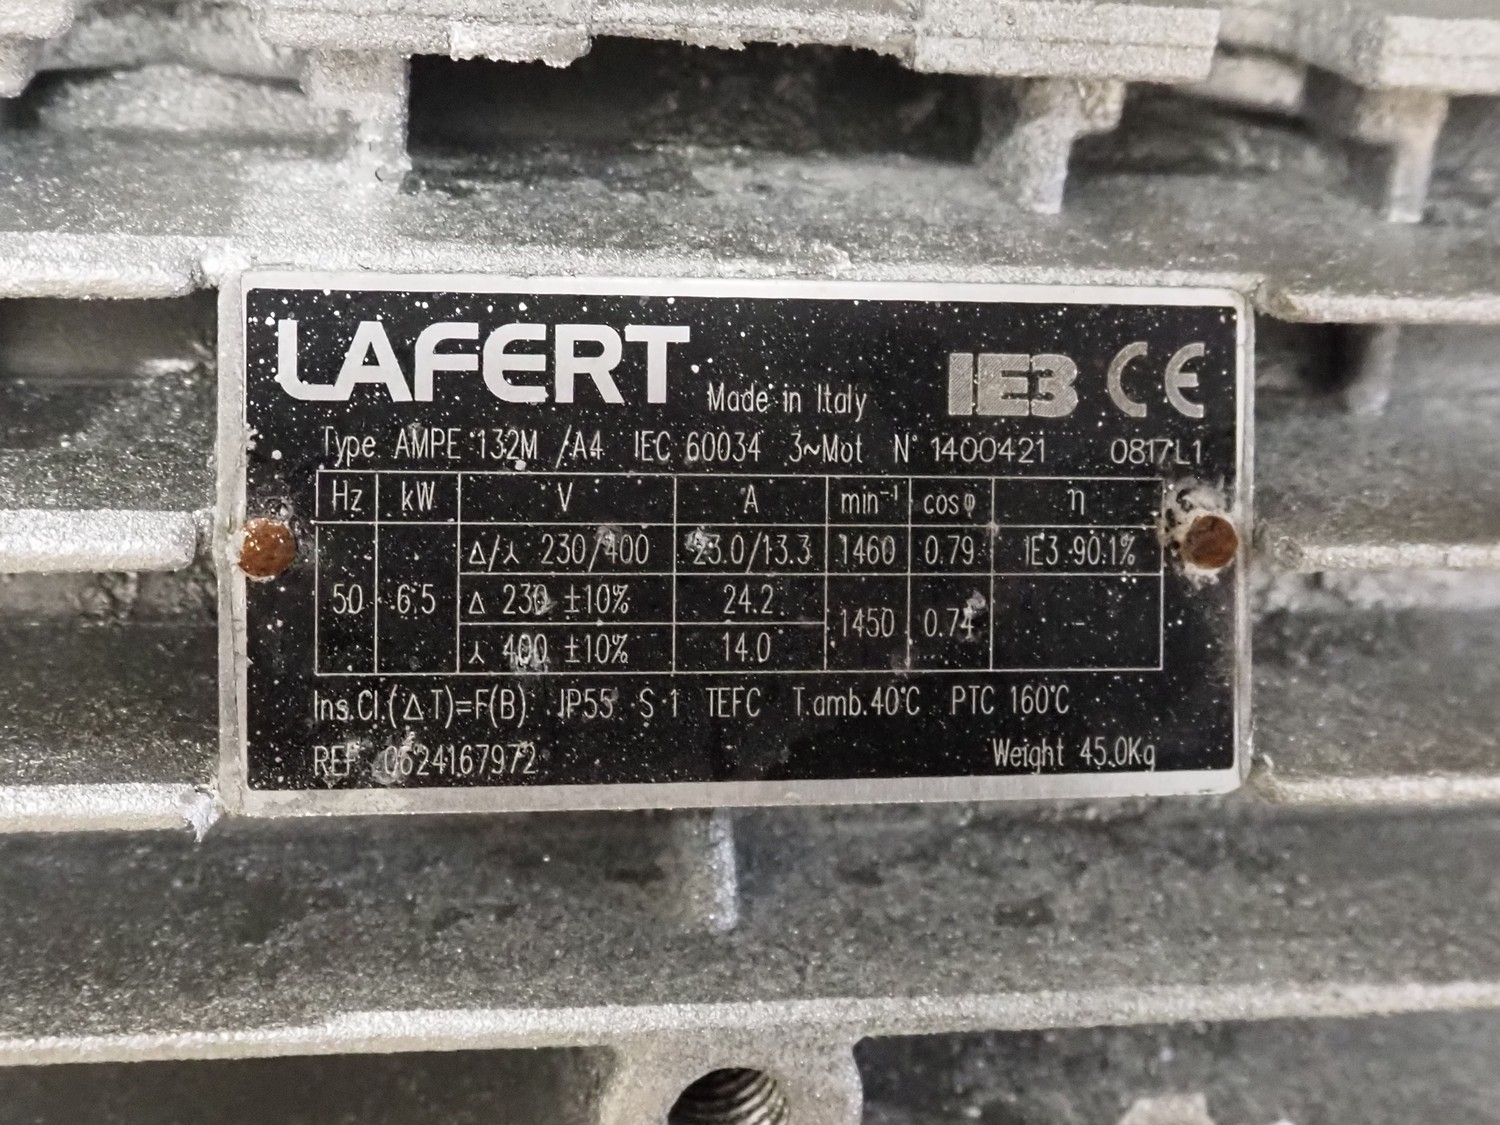 LAFERT Made in Italy IE3 CE
Type AMPE 132M /A4 IEC 60034 3~Mot N° 1400421 0817L1
Hz kW V A min⁻¹ cosφ η
Δ/⅄ 230/400 23.0/13.3 1460 0.79 IE3 90.1%
50 6.5 Δ 230 ±10% 24.2 1450 0.74 -
⅄ 400 ±10% 14.0
Ins.Cl.(ΔT)=F(B) IP55 S 1 TEFC T.amb.40°C PTC 160°C
REF 0624167972 Weight 45.0Kg